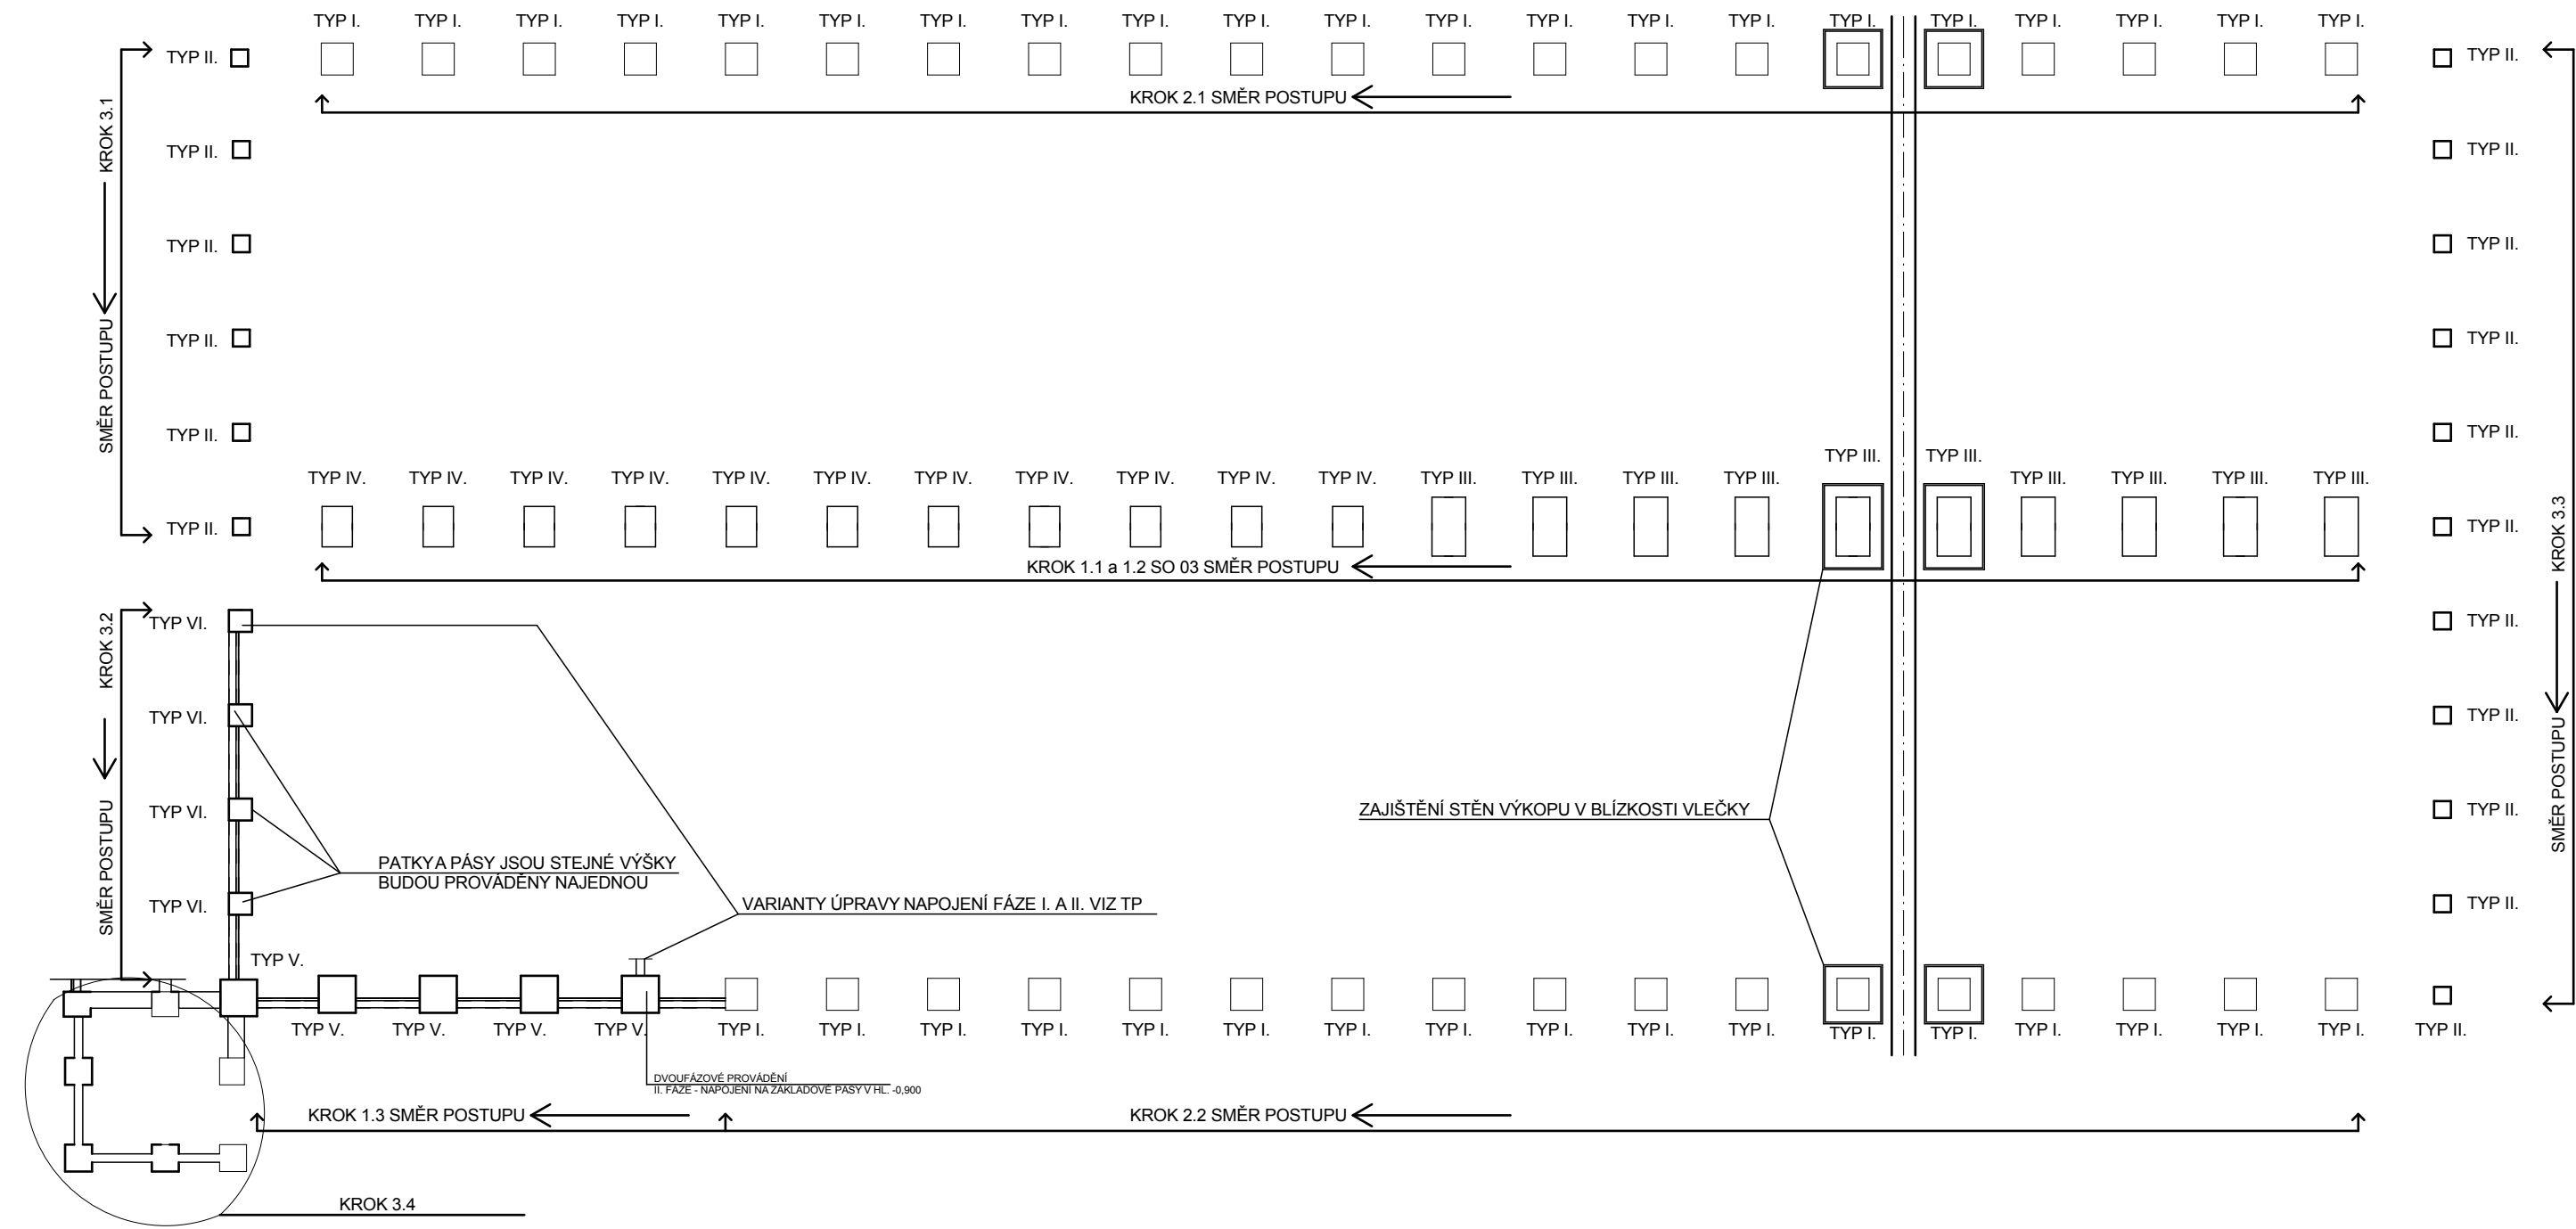 TYP I. TYP I. TYP I. TYP I. TYP I. TYP I. TYP I. TYP I. TYP I. TYP I. TYP I. TYP I. TYP I. TYP I. TYP I. TYP I. TYP I. TYP I. TYP I. TYP I. TYP I.
TYP II. TYP II.
KROK 2.1 SMĚR POSTUPU
KROK 3.1
SMĚR POSTUPU
TYP II. TYP II.
TYP II. TYP II.
TYP II. TYP II.
TYP II. TYP II.
TYP III. TYP III.
TYP IV. TYP IV. TYP IV. TYP IV. TYP IV. TYP IV. TYP IV. TYP IV. TYP IV. TYP IV. TYP IV. TYP III. TYP III. TYP III. TYP III. TYP III. TYP III. TYP III. TYP III.
TYP II. TYP II.
KROK 1.1 a 1.2 SO 03 SMĚR POSTUPU
KROK 3.3
SMĚR POSTUPU
KROK 3.2
SMĚR POSTUPU
TYP VI. TYP II.
TYP VI. TYP II.
TYP VI. TYP II.
ZAJIŠTĚNÍ STĚN VÝKOPU V BLÍZKOSTI VLEČKY
PATKY A PÁSY JSOU STEJNÉ VÝŠKY
BUDOU PROVÁDĚNY NAJEDNOU
TYP VI. TYP II.
VARIANTY ÚPRAVY NAPOJENÍ FÁZE I. A II. VIZ TP
TYP V.
TYP V. TYP V. TYP V. TYP V. TYP I. TYP I. TYP I. TYP I. TYP I. TYP I. TYP I. TYP I. TYP I. TYP I. TYP I. TYP I. TYP I. TYP I. TYP I. TYP I. TYP I. TYP II.
DVOUFÁZOVÉ PROVÁDĚNÍ
II. FÁZE - NAPOJENÍ NA ZÁKLADOVÉ PASY V HL. -0,900
KROK 1.3 SMĚR POSTUPU
KROK 2.2 SMĚR POSTUPU
KROK 3.4